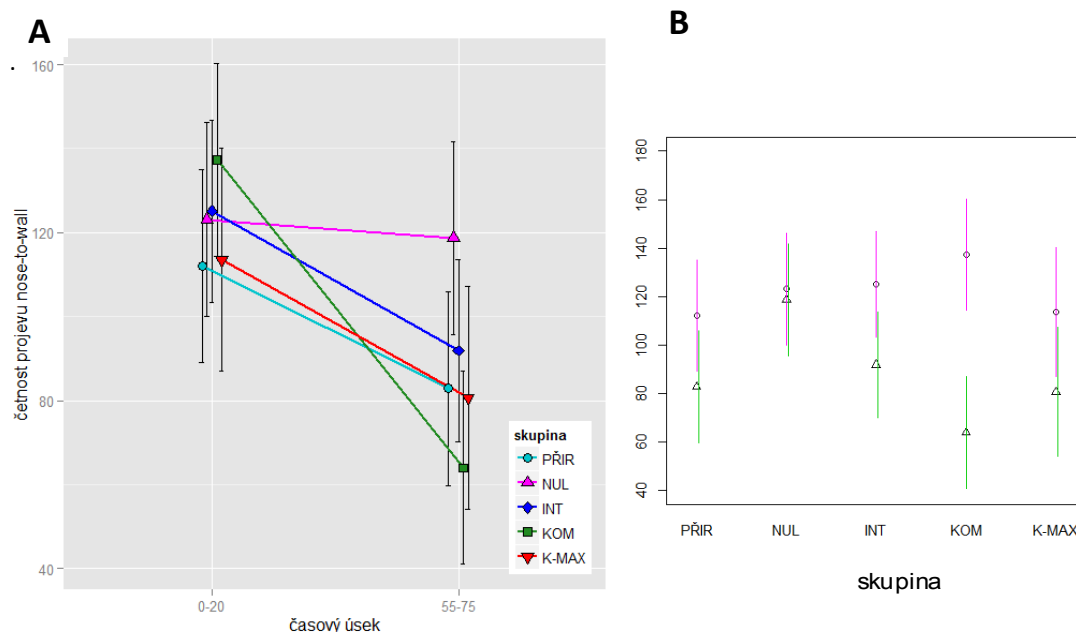 A
160
120
80
40
četnost projevu nose-to-wall
0-20
55-75
časový úsek
skupina
PŘIR
NUL
INT
KOM
K-MAX
B
180
160
140
120
100
80
60
40
PŘIR
NUL
INT
KOM
K-MAX
skupina